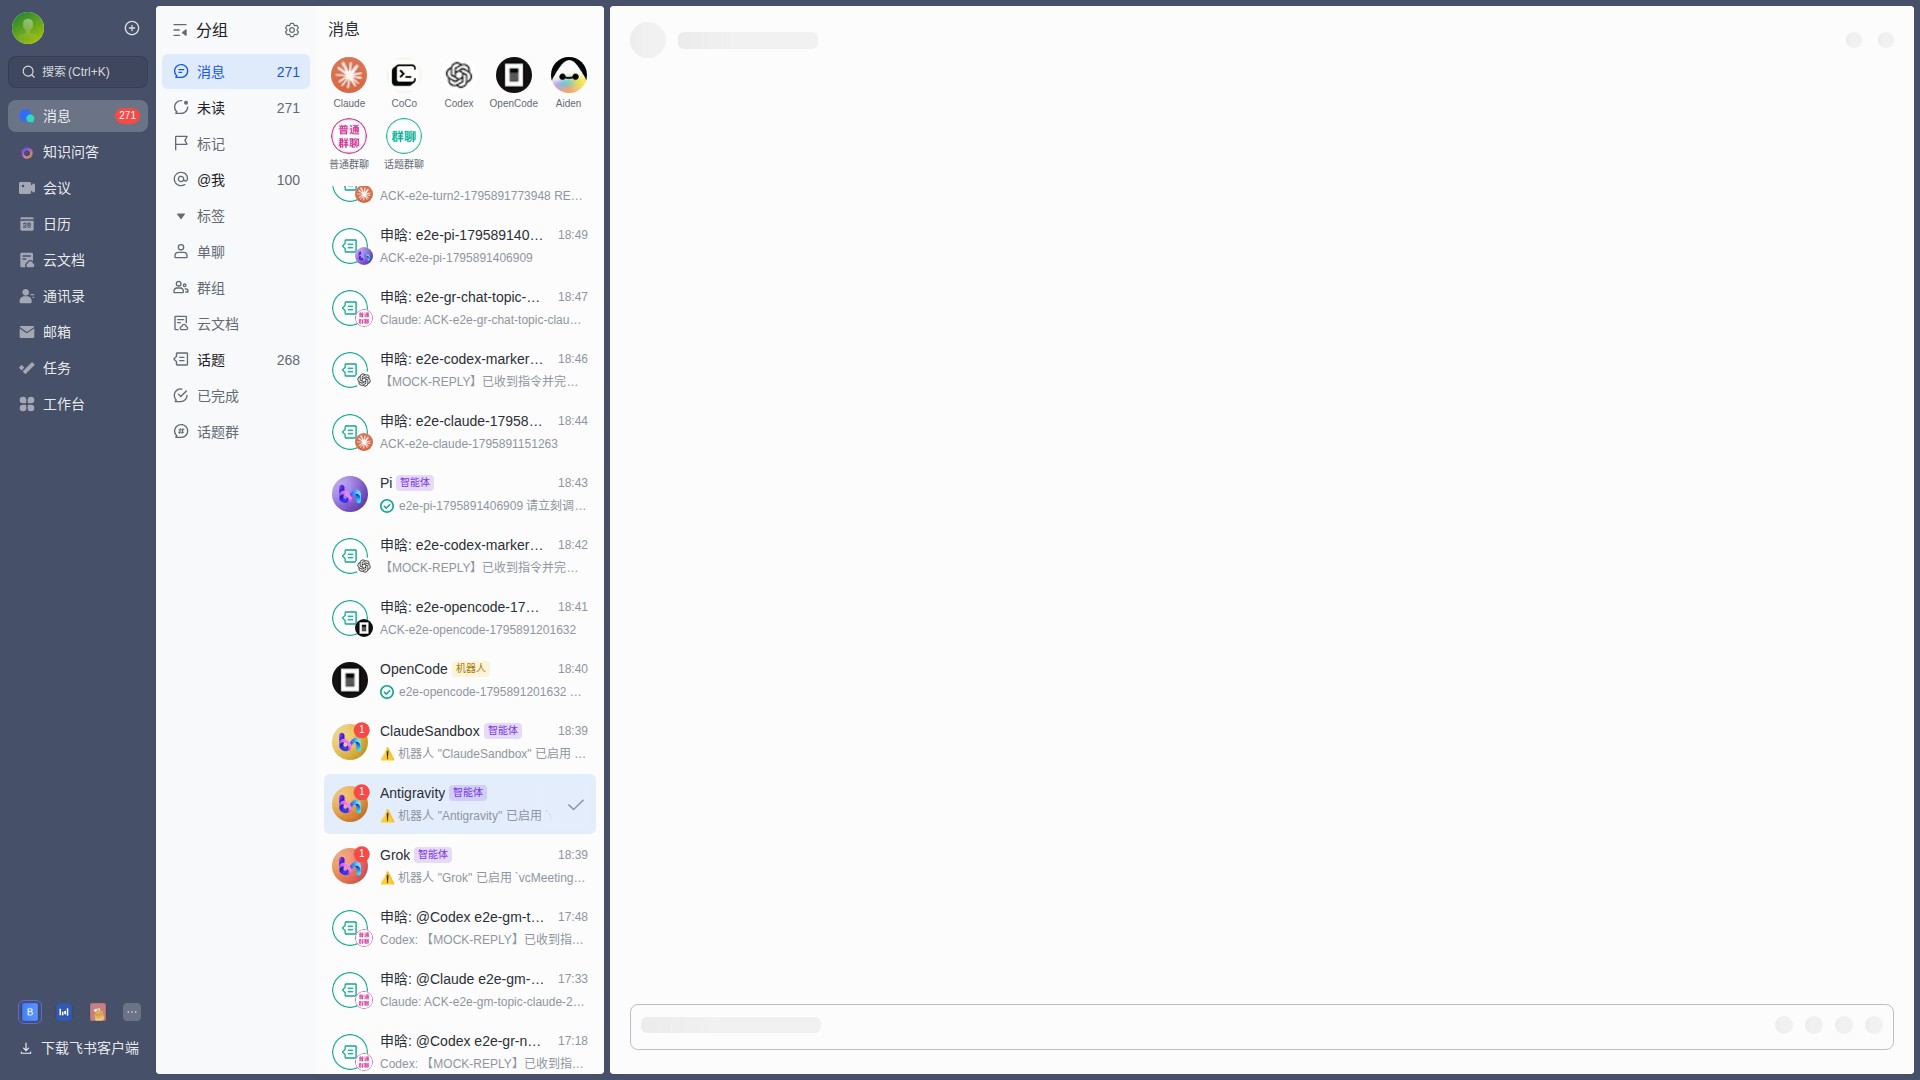 搜索 (Ctrl+K)
消息 271
知识问答
会议
日历
云文档
通讯录
邮箱
任务
工作台
下载飞书客户端
分组
消息 271
未读 271
标记
@我 100
标签
单聊
群组
云文档
话题 268
已完成
话题群
消息
Claude
CoCo
Codex
OpenCode
Aiden
普通
群聊
普通群聊
群聊
话题群聊
ACK-e2e-turn2-1795891773948 RE…
申晗: e2e-pi-179589140… 18:49
ACK-e2e-pi-1795891406909
申晗: e2e-gr-chat-topic-… 18:47
Claude: ACK-e2e-gr-chat-topic-clau…
申晗: e2e-codex-marker… 18:46
【MOCK-REPLY】已收到指令并完…
申晗: e2e-claude-17958… 18:44
ACK-e2e-claude-1795891151263
Pi 智能体 18:43
e2e-pi-1795891406909 请立刻调…
申晗: e2e-codex-marker… 18:42
【MOCK-REPLY】已收到指令并完…
申晗: e2e-opencode-17… 18:41
ACK-e2e-opencode-1795891201632
OpenCode 机器人 18:40
e2e-opencode-1795891201632 …
1
ClaudeSandbox 智能体 18:39
机器人 "ClaudeSandbox" 已启用 …
1
Antigravity 智能体
机器人 "Antigravity" 已启用 `
1
Grok 智能体 18:39
机器人 "Grok" 已启用 `vcMeeting…
申晗: @Codex e2e-gm-t… 17:48
Codex: 【MOCK-REPLY】已收到指…
申晗: @Claude e2e-gm-… 17:33
Claude: ACK-e2e-gm-topic-claude-2…
申晗: @Codex e2e-gr-n… 17:18
Codex: 【MOCK-REPLY】已收到指…